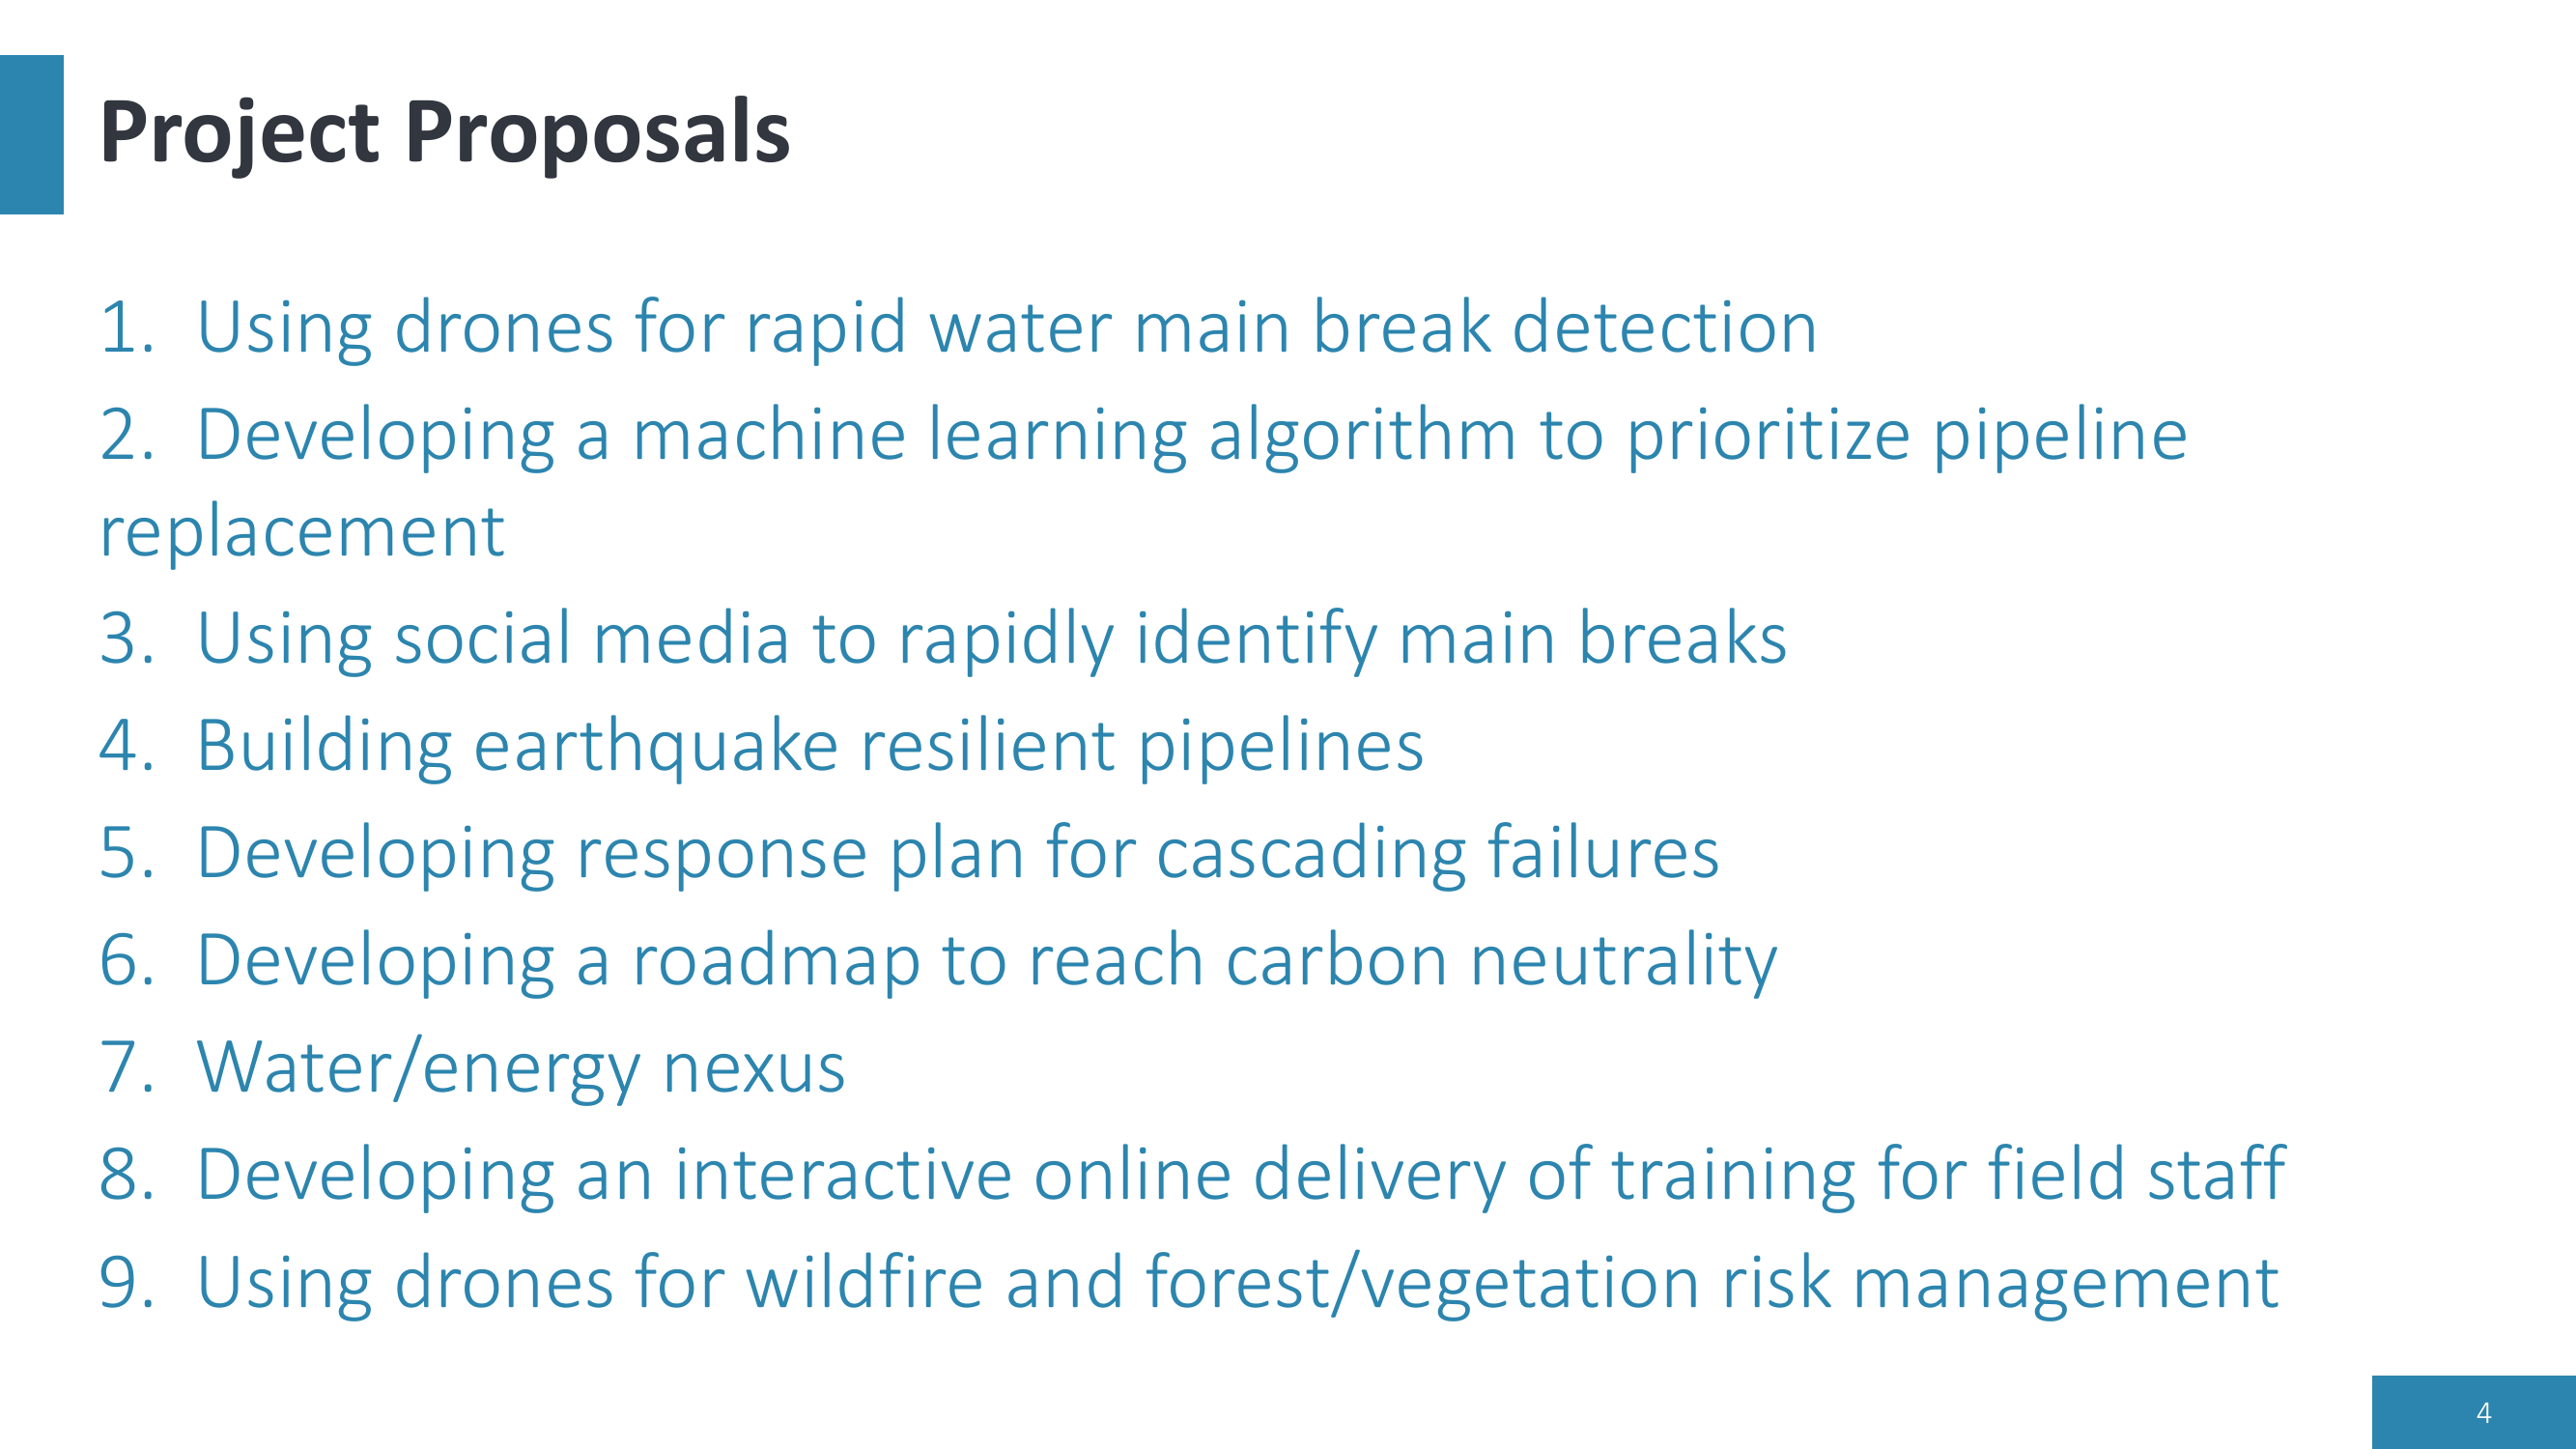 Project Proposals
1. Using drones for rapid water main break detection
2. Developing a machine learning algorithm to prioritize pipeline
replacement
3. Using social media to rapidly identify main breaks
4. Building earthquake resilient pipelines
5. Developing response plan for cascading failures
6. Developing a roadmap to reach carbon neutrality
7. Water/energy nexus
8. Developing an interactive online delivery of training for field staff
9. Using drones for wildfire and forest/vegetation risk management
4